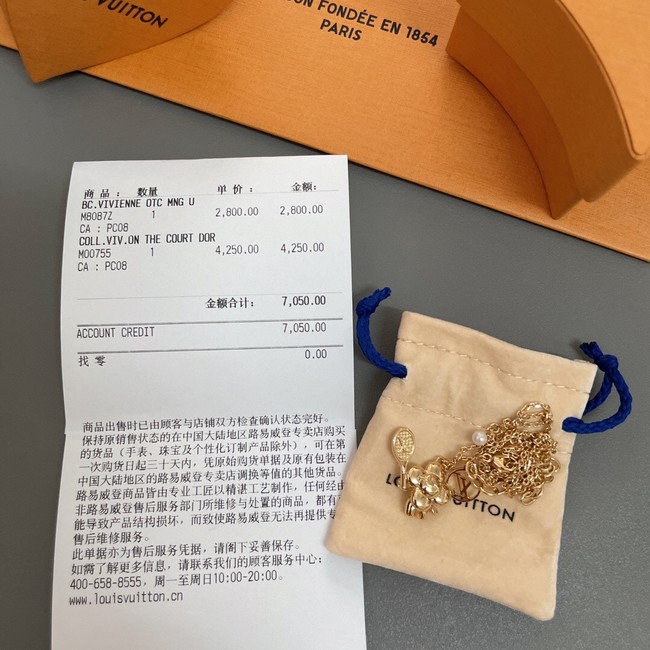 VUITTON
ON FONDÉE EN 1854
PARIS
商品: 数量 单价: 金额:
BC.VIVIENNE OTC MNG U
M8087Z 1 2,800.00 2,800.00
CA : PC08
COLL.VIV.ON THE COURT DOR
M00755 1 4,250.00 4,250.00
CA : PC08
金额合计: 7,050.00
ACCOUNT CREDIT 7,050.00
找零 0.00
商品出售时已由顾客与店铺双方检查确认状态完好。
保持原销售状态的在中国大陆地区路易威登专卖店购买
的货品（手表、珠宝及个性化订制产品除外），可在第
一次购货日起三十天内，凭原始购货单据及原有包装在
中国大陆地区的路易威登专卖店调换等值的其他货品。
路易威登商品皆由专业工匠以精湛工艺制作，任何经由
非路易威登售后服务部门所维修与处置的商品，都有可
能导致产品结构损坏，而致使路易威登无法再提供专
售后维修服务。
此单据亦为售后服务凭据，请阁下妥善保存。
如需了解更多信息，请联系我们的客户服务中心：
400-658-8555，周一至周日10:00-20:00。
www.louisvuitton.cn
LO VUITTON